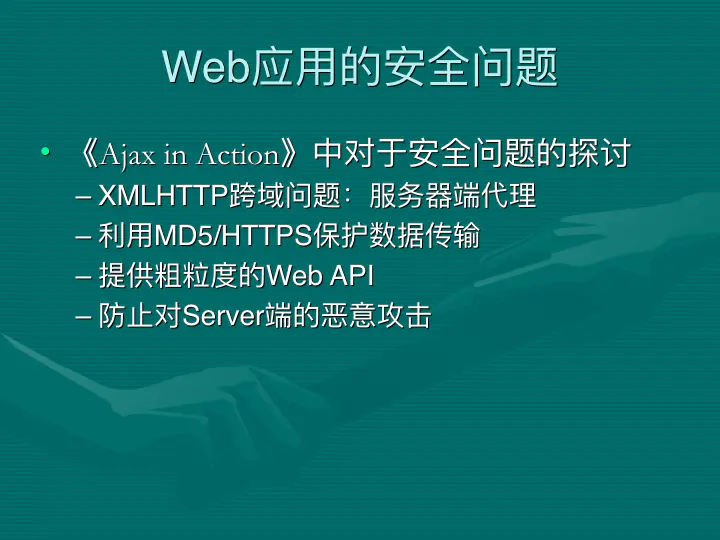 Web应用的安全问题
• 《Ajax in Action》中对于安全问题的探讨
– XMLHTTP跨域问题：服务器端代理
– 利用MD5/HTTPS保护数据传输
– 提供粗粒度的Web API
– 防止对Server端的恶意攻击